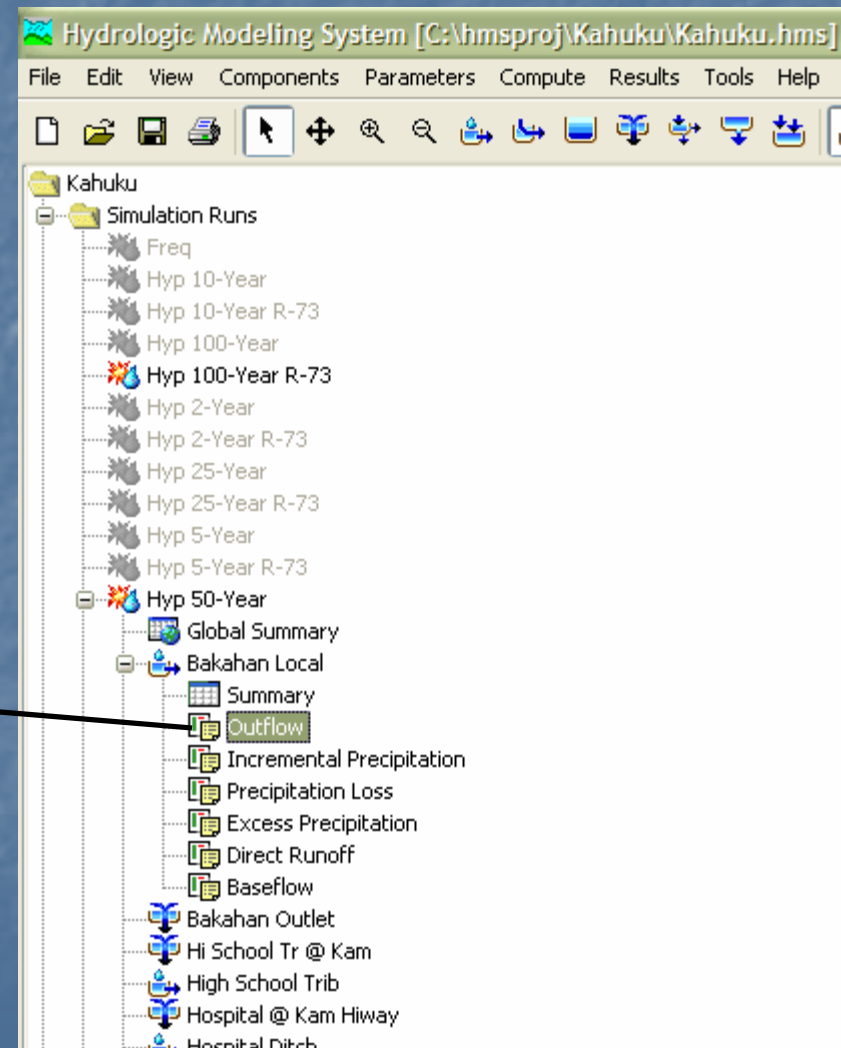 Hydrologic Modeling System [C:\hmsproj\Kahuku\Kahuku.hms]
File Edit View Components Parameters Compute Results Tools Help
Kahuku
Simulation Runs
Freq
Hyp 10-Year
Hyp 10-Year R-73
Hyp 100-Year
Hyp 100-Year R-73
Hyp 2-Year
Hyp 2-Year R-73
Hyp 25-Year
Hyp 25-Year R-73
Hyp 5-Year
Hyp 5-Year R-73
Hyp 50-Year
Global Summary
Bakahan Local
Summary
Outflow
Incremental Precipitation
Precipitation Loss
Excess Precipitation
Direct Runoff
Baseflow
Bakahan Outlet
Hi School Tr @ Kam
High School Trib
Hospital @ Kam Hiway
Hospital Ditch